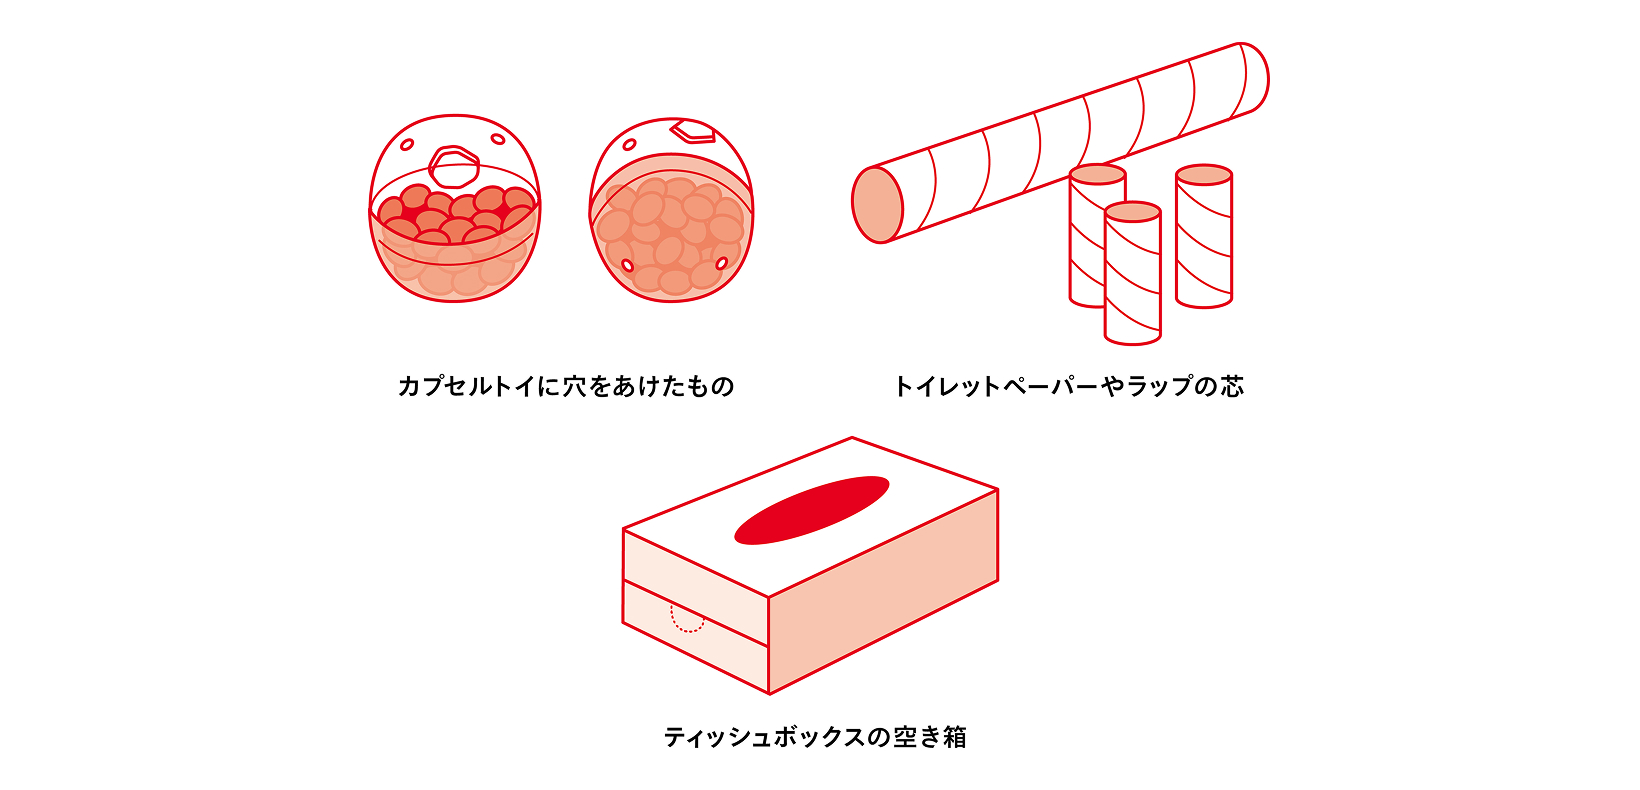 カプセルトイに穴をあけたもの
トイレットペーパーやラップの芯
ティッシュボックスの空き箱